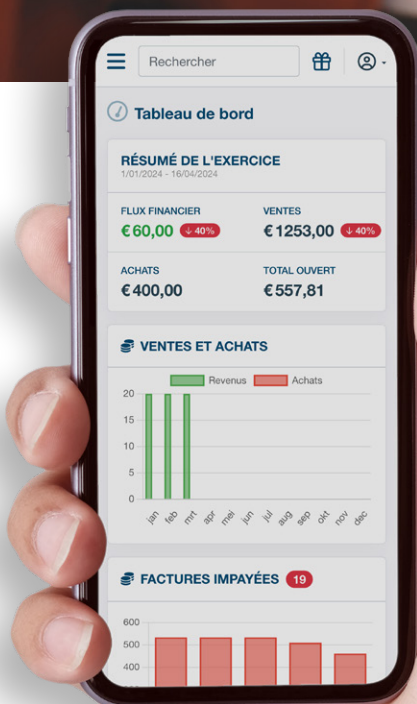 Rechercher
Tableau de bord
RÉSUMÉ DE L'EXERCICE
1/01/2024 - 16/04/2024
FLUX FINANCIER VENTES
€60,00 ↓ 40% €1253,00 ↓ 40%
ACHATS TOTAL OUVERT
€400,00 €557,81
VENTES ET ACHATS
Revenus Achats
20
15
10
5
0
jan feb mrt apr mei jun jul aug sep okt nov dec
FACTURES IMPAYÉES 19
600
500
400